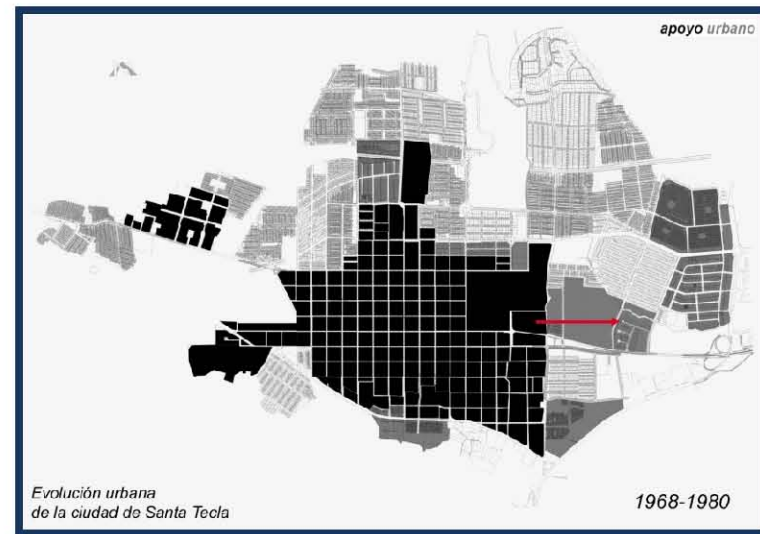 apoyo urbano
Evolución urbana
de la ciudad de Santa Tecla
1968-1980